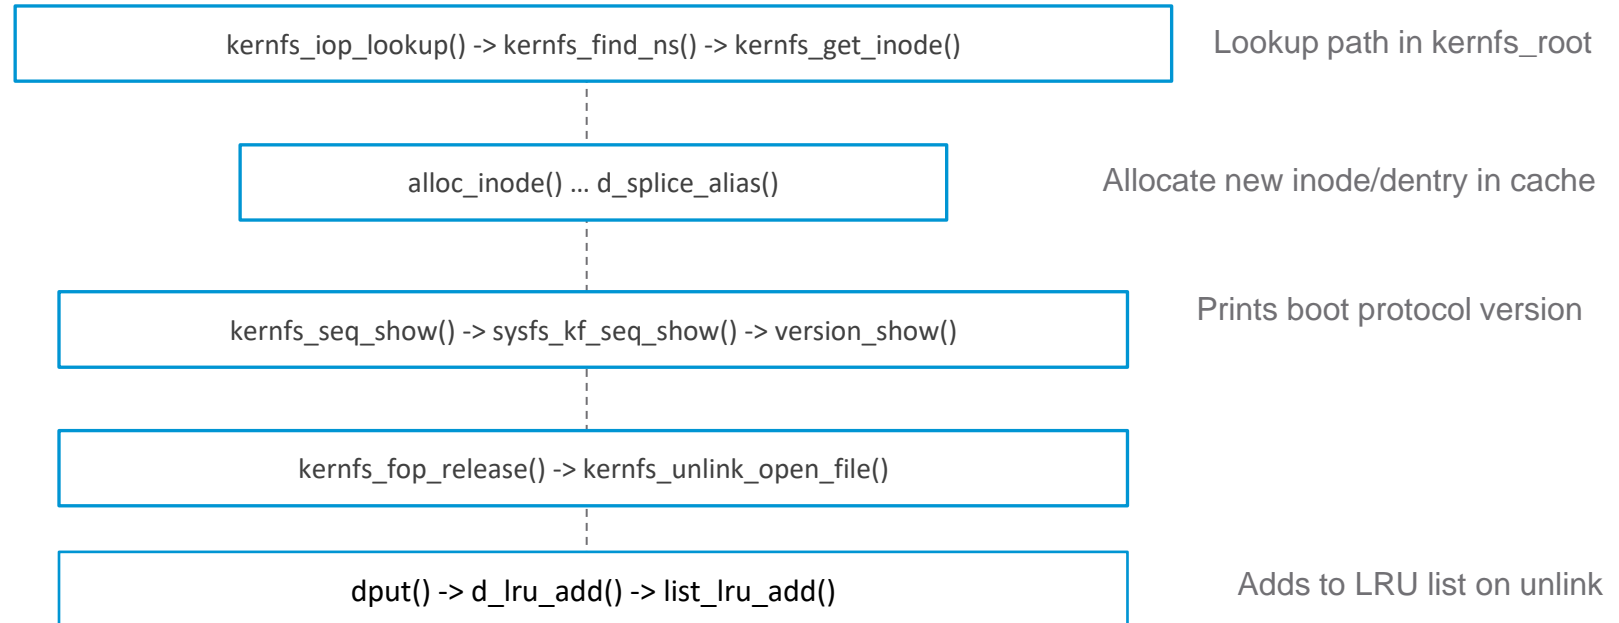 kernfs_iop_lookup() -> kernfs_find_ns() -> kernfs_get_inode()
Lookup path in kernfs_root
alloc_inode() ... d_splice_alias()
Allocate new inode/dentry in cache
kernfs_seq_show() -> sysfs_kf_seq_show() -> version_show()
Prints boot protocol version
kernfs_fop_release() -> kernfs_unlink_open_file()
dput() -> d_lru_add() -> list_lru_add()
Adds to LRU list on unlink